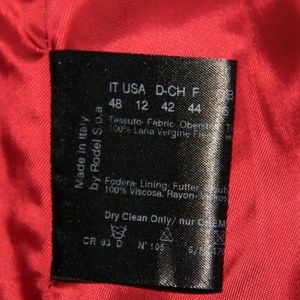 IT USA D-CH F
48 12 42 44
Tessuto- Fabric- Oberstoff
100% Lana Vergine
Made in Italy
by Rodel S.p.a
Fodera- Lining- Futter
100% Viscosa, Rayon-
Dry Clean Only/ nur
CR 93 D N° 105